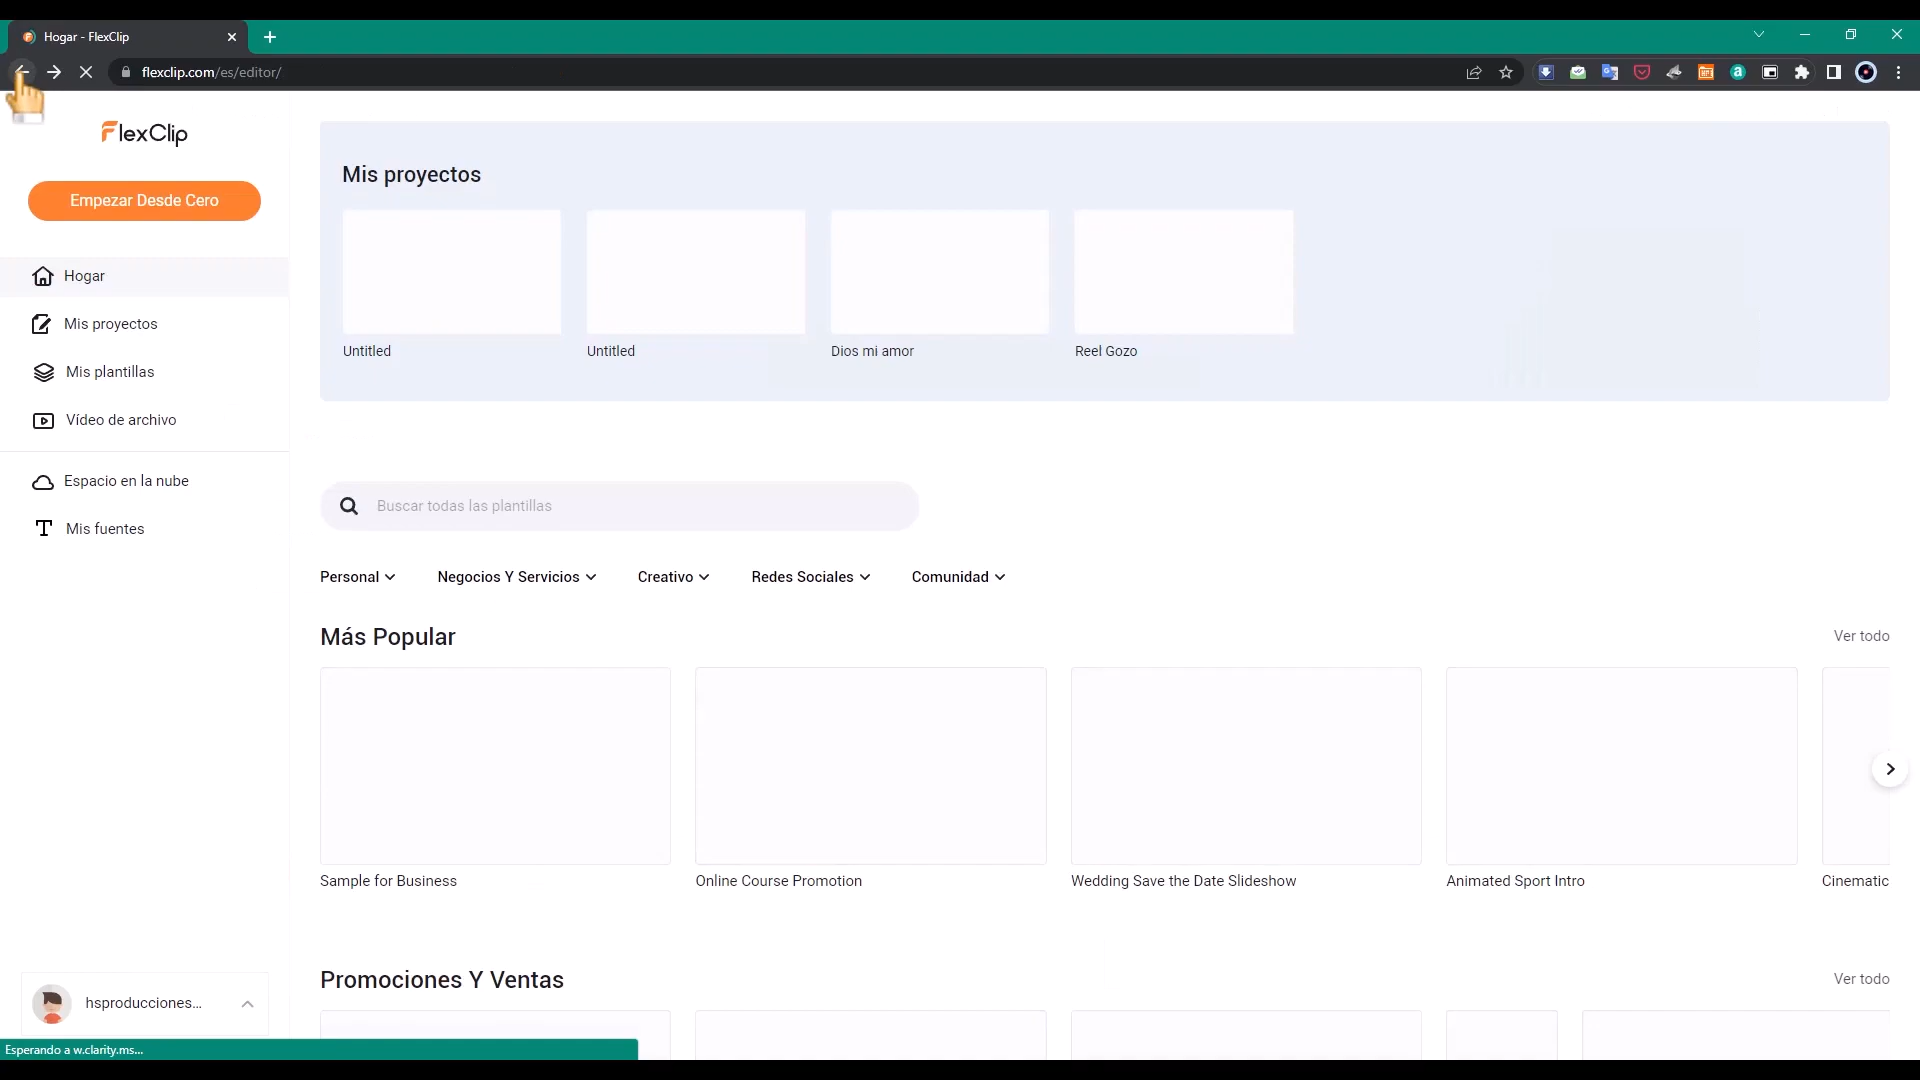 Hogar - FlexClip
flexclip.com/es/editor/
FlexClip
Empezar Desde Cero
Hogar
Mis proyectos
Mis plantillas
Vídeo de archivo
Espacio en la nube
Mis fuentes
hsproducciones...
Esperando a w.clarity.ms...
Mis proyectos
Untitled
Untitled
Dios mi amor
Reel Gozo
Buscar todas las plantillas
Personal
Negocios Y Servicios
Creativo
Redes Sociales
Comunidad
Más Popular
Ver todo
Sample for Business
Online Course Promotion
Wedding Save the Date Slideshow
Animated Sport Intro
Cinematic
Promociones Y Ventas
Ver todo